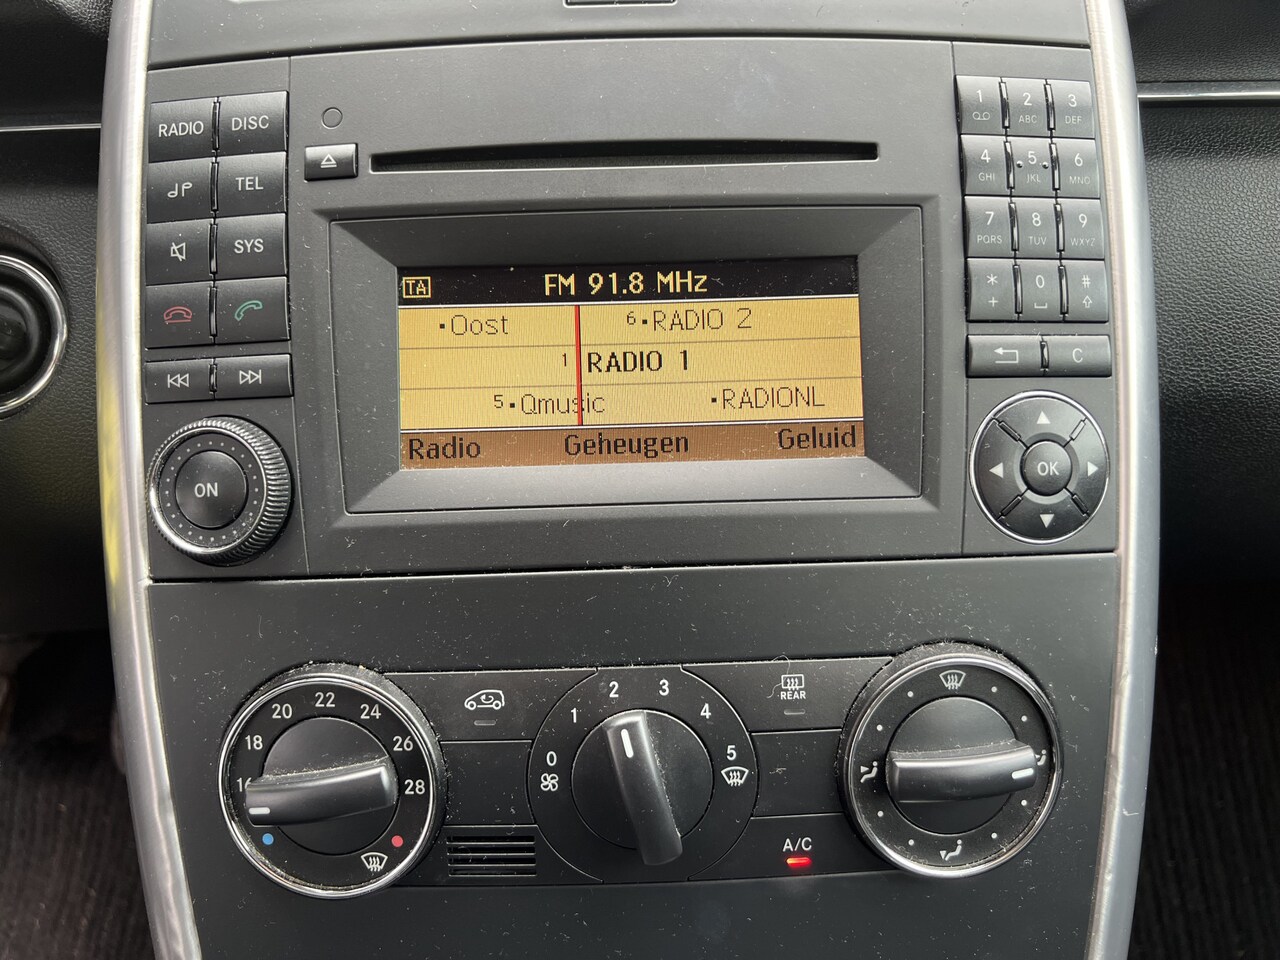 RADIO DISC
TEL
SYS
ON
TA FM 91.8 MHz
Oost 6 RADIO 2
1 RADIO 1
5 Qmusic RADIONL
Radio Geheugen Geluid
1 2 3
ABC DEF
4 5 6
GHI JKL MNO
7 8 9
PQRS TUV WXYZ
* 0 #
+
C
OK
16 18 20 22 24 26 28
0 1 2 3 4 5
REAR
A/C